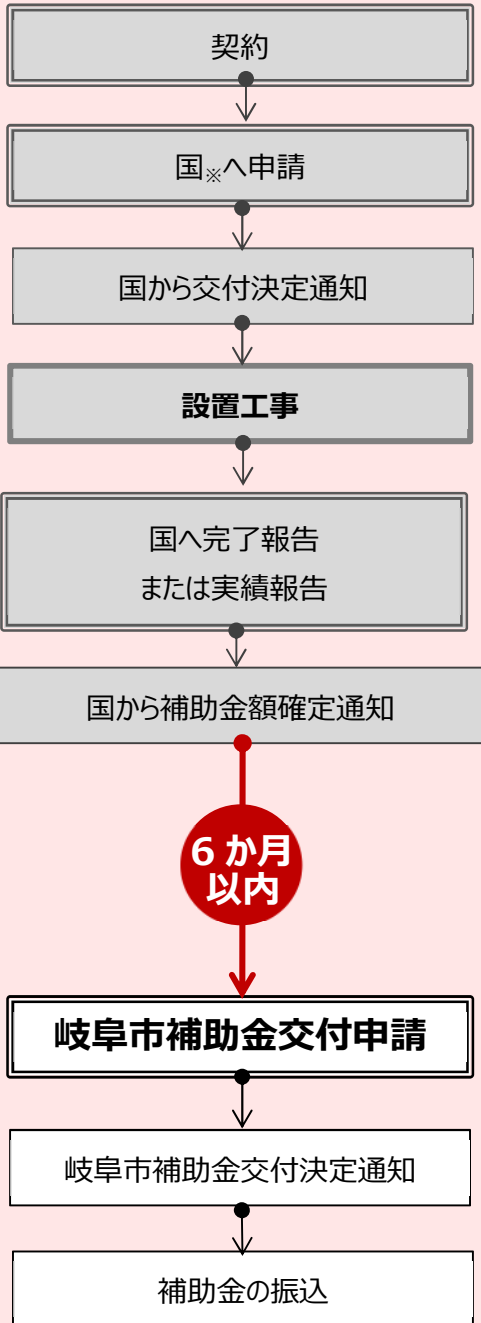 契約
国※へ申請
国から交付決定通知
設置工事
国へ完了報告
または実績報告
国から補助金額確定通知
6 か月
以内
岐阜市補助金交付申請
岐阜市補助金交付決定通知
補助金の振込